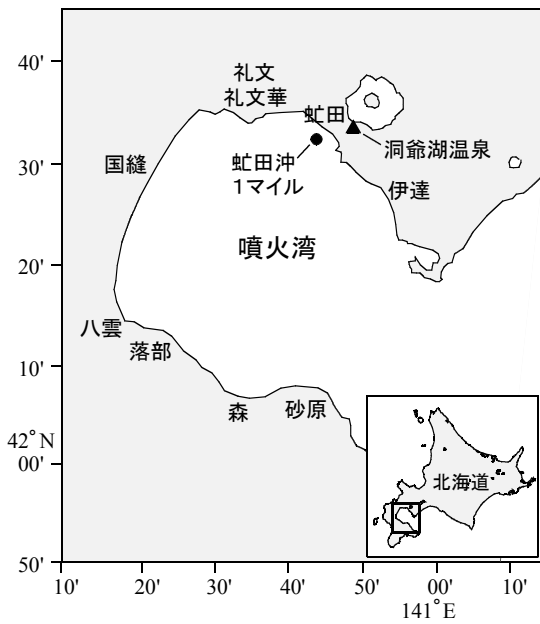 40'
礼文
礼文華
虻田
洞爺湖温泉
30'
国縫
虻田沖
1マイル
伊達
噴火湾
20'
八雲
落部
10'
森
砂原
42°N
00'
北海道
50'
10'
20'
30'
40'
50'
00'
10'
141°E